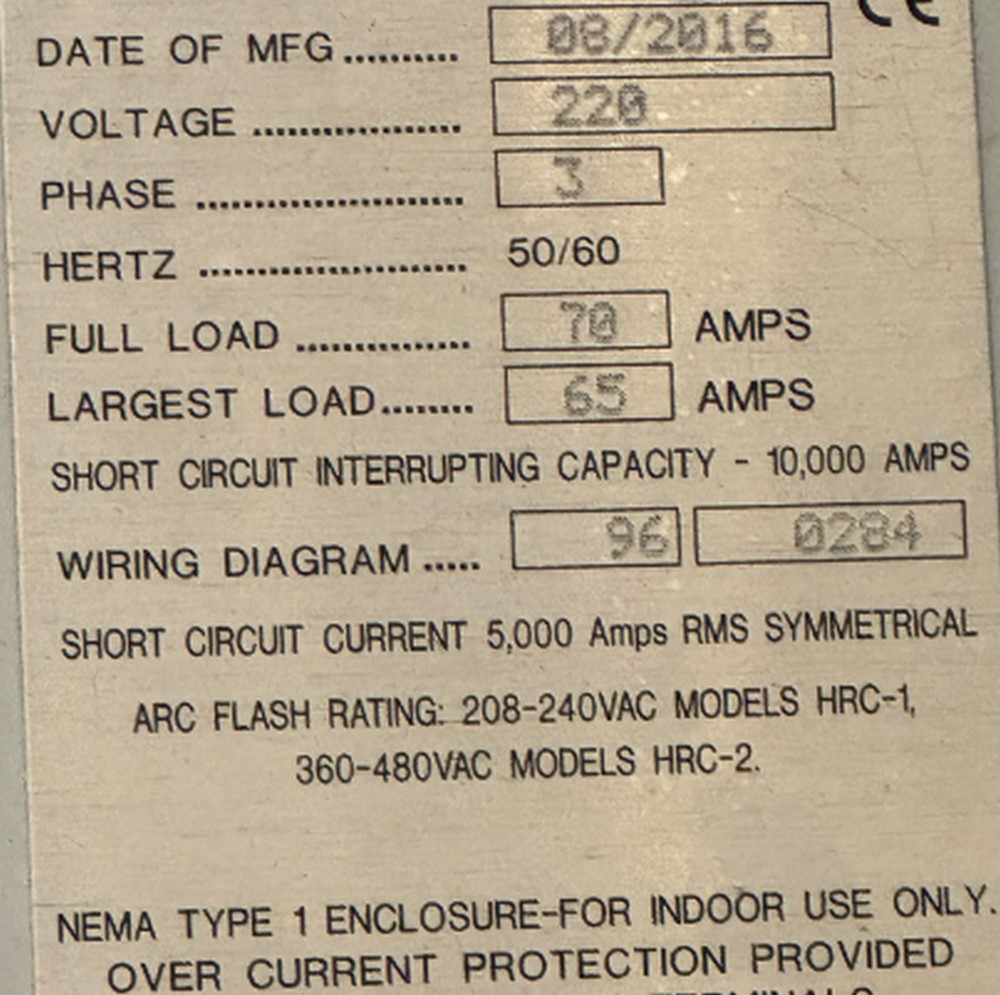 CE
DATE OF MFG.......... 08/2016
VOLTAGE .................. 220
PHASE ....................... 3
HERTZ ....................... 50/60
FULL LOAD ............... 70 AMPS
LARGEST LOAD........ 65 AMPS
SHORT CIRCUIT INTERRUPTING CAPACITY - 10,000 AMPS
WIRING DIAGRAM ..... 96 0284
SHORT CIRCUIT CURRENT 5,000 Amps RMS SYMMETRICAL
ARC FLASH RATING: 208-240VAC MODELS HRC-1,
360-480VAC MODELS HRC-2.
NEMA TYPE 1 ENCLOSURE-FOR INDOOR USE ONLY.
OVER CURRENT PROTECTION PROVIDED